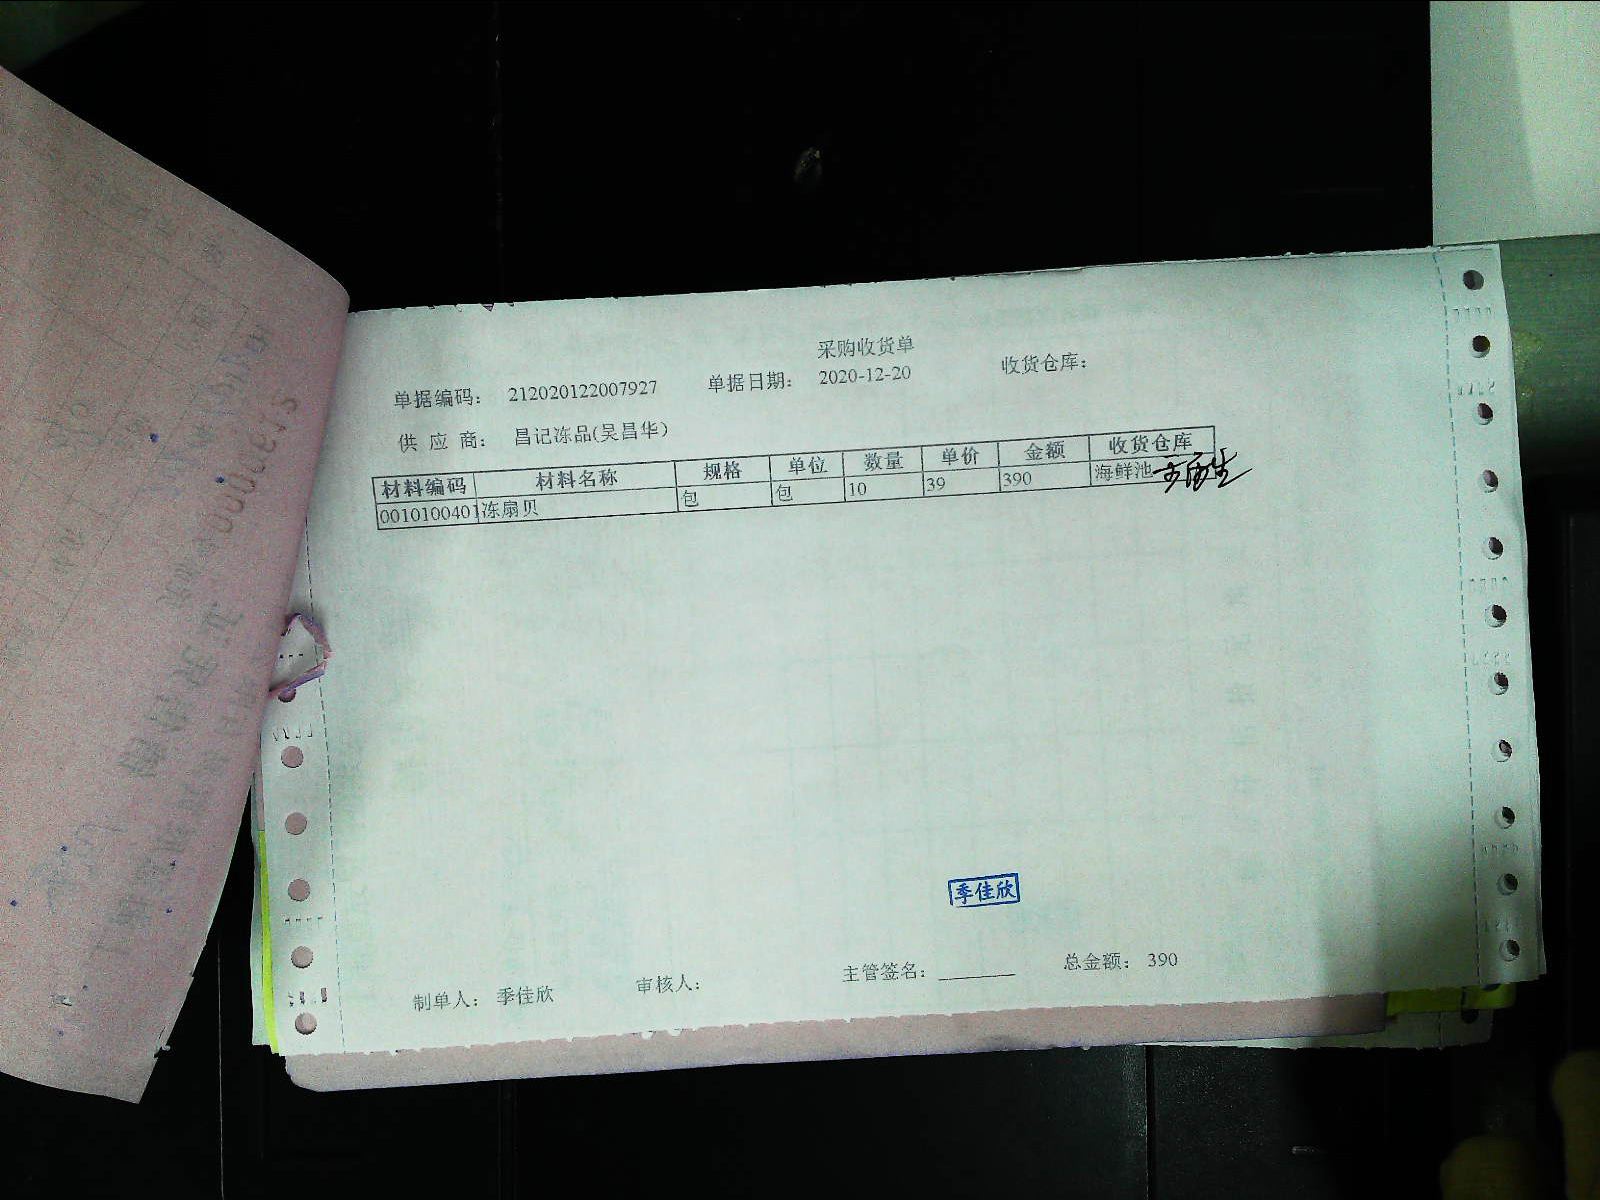 采购收货单
单据编码： 212020122007927 单据日期： 2020-12-20 收货仓库：
供 应 商： 昌记冻品(吴昌华)
材料编码 材料名称 规格 单位 数量 单价 金额 收货仓库
0010100401 冻扇贝 包 包 10 39 390 海鲜池
季佳欣
制单人： 季佳欣 审核人： 主管签名： 总金额： 390